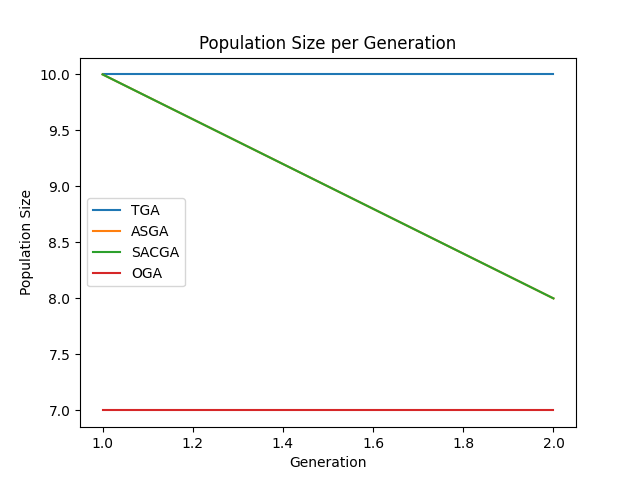 Population Size per Generation
Population Size
10.0
9.5
9.0
8.5
8.0
7.5
7.0
TGA
ASGA
SACGA
OGA
1.0 1.2 1.4 1.6 1.8 2.0
Generation